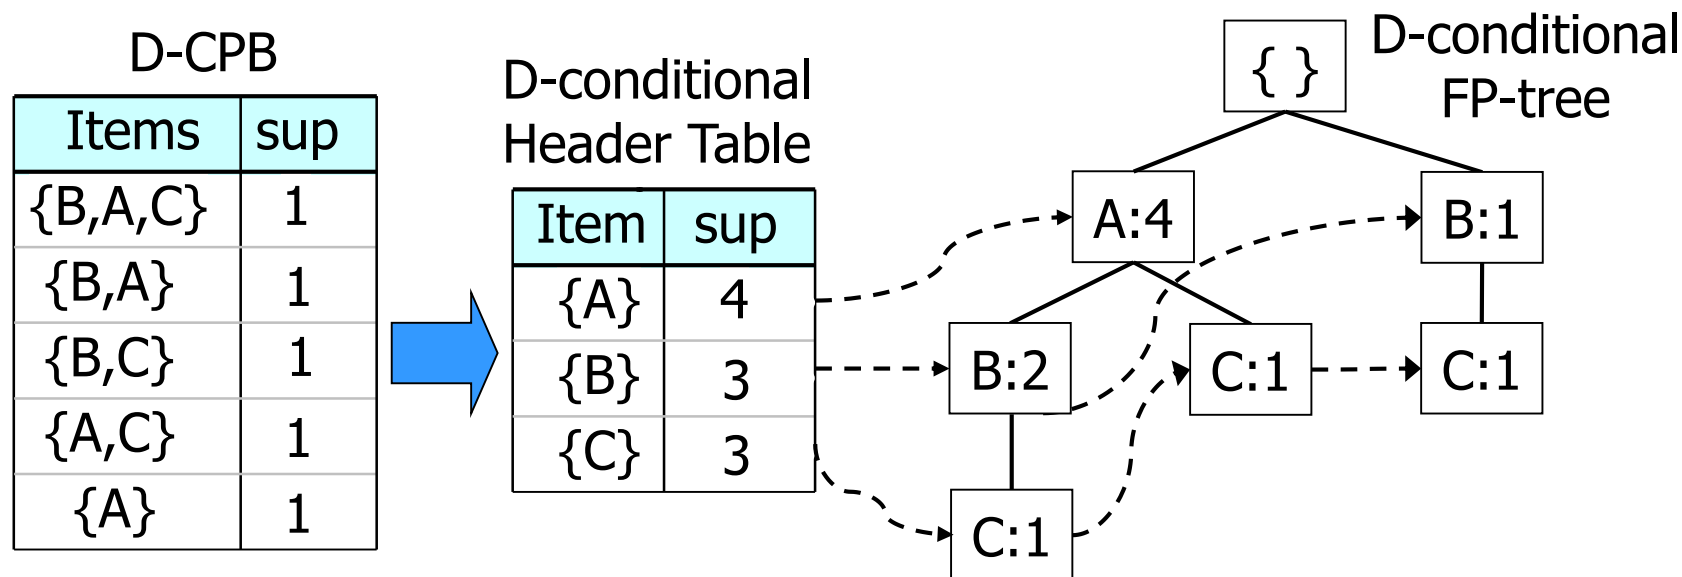 D-CPB
Items sup
{B,A,C} 1
{B,A} 1
{B,C} 1
{A,C} 1
{A} 1
D-conditional
Header Table
Item sup
{A} 4
{B} 3
{C} 3
D-conditional
FP-tree
{ }
A:4 B:1
B:2 C:1 C:1
C:1